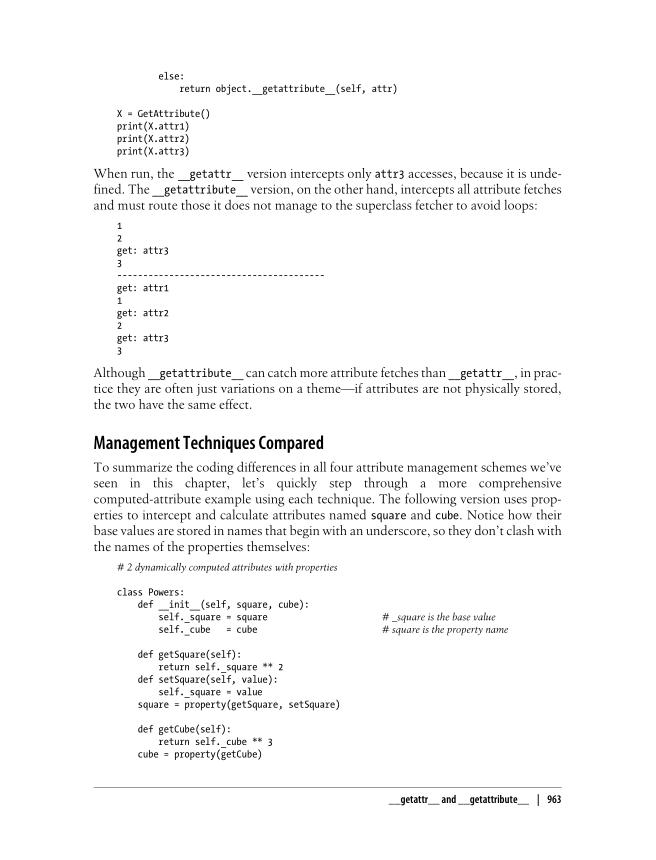 else:
            return object.__getattribute__(self, attr)

X = GetAttribute()
print(X.attr1)
print(X.attr2)
print(X.attr3)
When run, the __getattr__ version intercepts only attr3 accesses, because it is unde-
fined. The __getattribute__ version, on the other hand, intercepts all attribute fetches
and must route those it does not manage to the superclass fetcher to avoid loops:
1
2
get: attr3
3
----------------------------------------
get: attr1
1
get: attr2
2
get: attr3
3
Although __getattribute__ can catch more attribute fetches than __getattr__, in prac-
tice they are often just variations on a theme—if attributes are not physically stored,
the two have the same effect.
Management Techniques Compared
To summarize the coding differences in all four attribute management schemes we’ve
seen in this chapter, let’s quickly step through a more comprehensive
computed-attribute example using each technique. The following version uses prop-
erties to intercept and calculate attributes named square and cube. Notice how their
base values are stored in names that begin with an underscore, so they don’t clash with
the names of the properties themselves:
# 2 dynamically computed attributes with properties

class Powers:
    def __init__(self, square, cube):
        self._square = square                      # _square is the base value
        self._cube   = cube                        # square is the property name

    def getSquare(self):
        return self._square ** 2
    def setSquare(self, value):
        self._square = value
    square = property(getSquare, setSquare)

    def getCube(self):
        return self._cube ** 3
    cube = property(getCube)
__getattr__ and __getattribute__ | 963